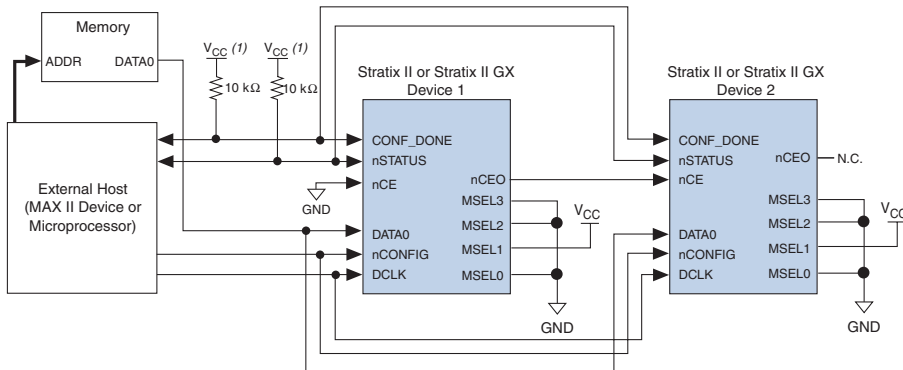 Memory
ADDR
DATA0
VCC (1)
VCC (1)
10 kΩ
10 kΩ
External Host
(MAX II Device or
Microprocessor)
Stratix II or Stratix II GX
Device 1
CONF_DONE
nSTATUS
nCE
DATA0
nCONFIG
DCLK
nCEO
MSEL3
MSEL2
MSEL1
MSEL0
GND
VCC
GND
Stratix II or Stratix II GX
Device 2
CONF_DONE
nSTATUS
nCE
DATA0
nCONFIG
DCLK
nCEO
N.C.
MSEL3
MSEL2
MSEL1
MSEL0
VCC
GND